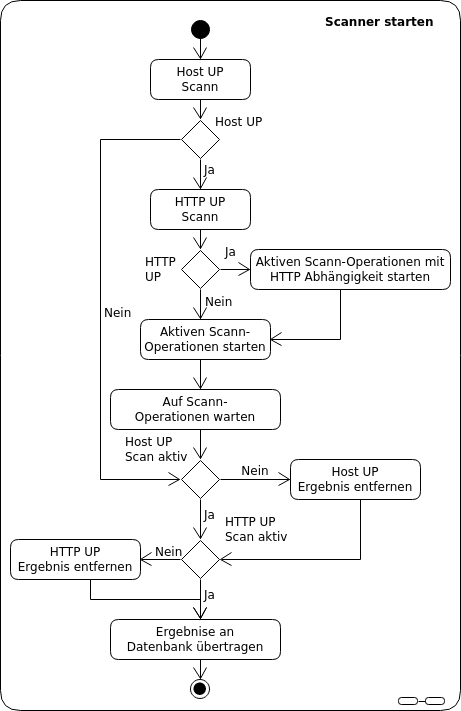 Scanner starten
Host UP
Scann
Host UP
Ja
HTTP UP
Scann
HTTP
UP
Ja
Aktiven Scann-Operationen mit
HTTP Abhängigkeit starten
Nein
Nein
Aktiven Scann-
Operationen starten
Auf Scann-
Operationen warten
Host UP
Scan aktiv
Nein
Host UP
Ergebnis entfernen
Ja
HTTP UP
Scan aktiv
Nein
HTTP UP
Ergebnis entfernen
Ja
Ergebnise an
Datenbank übertragen